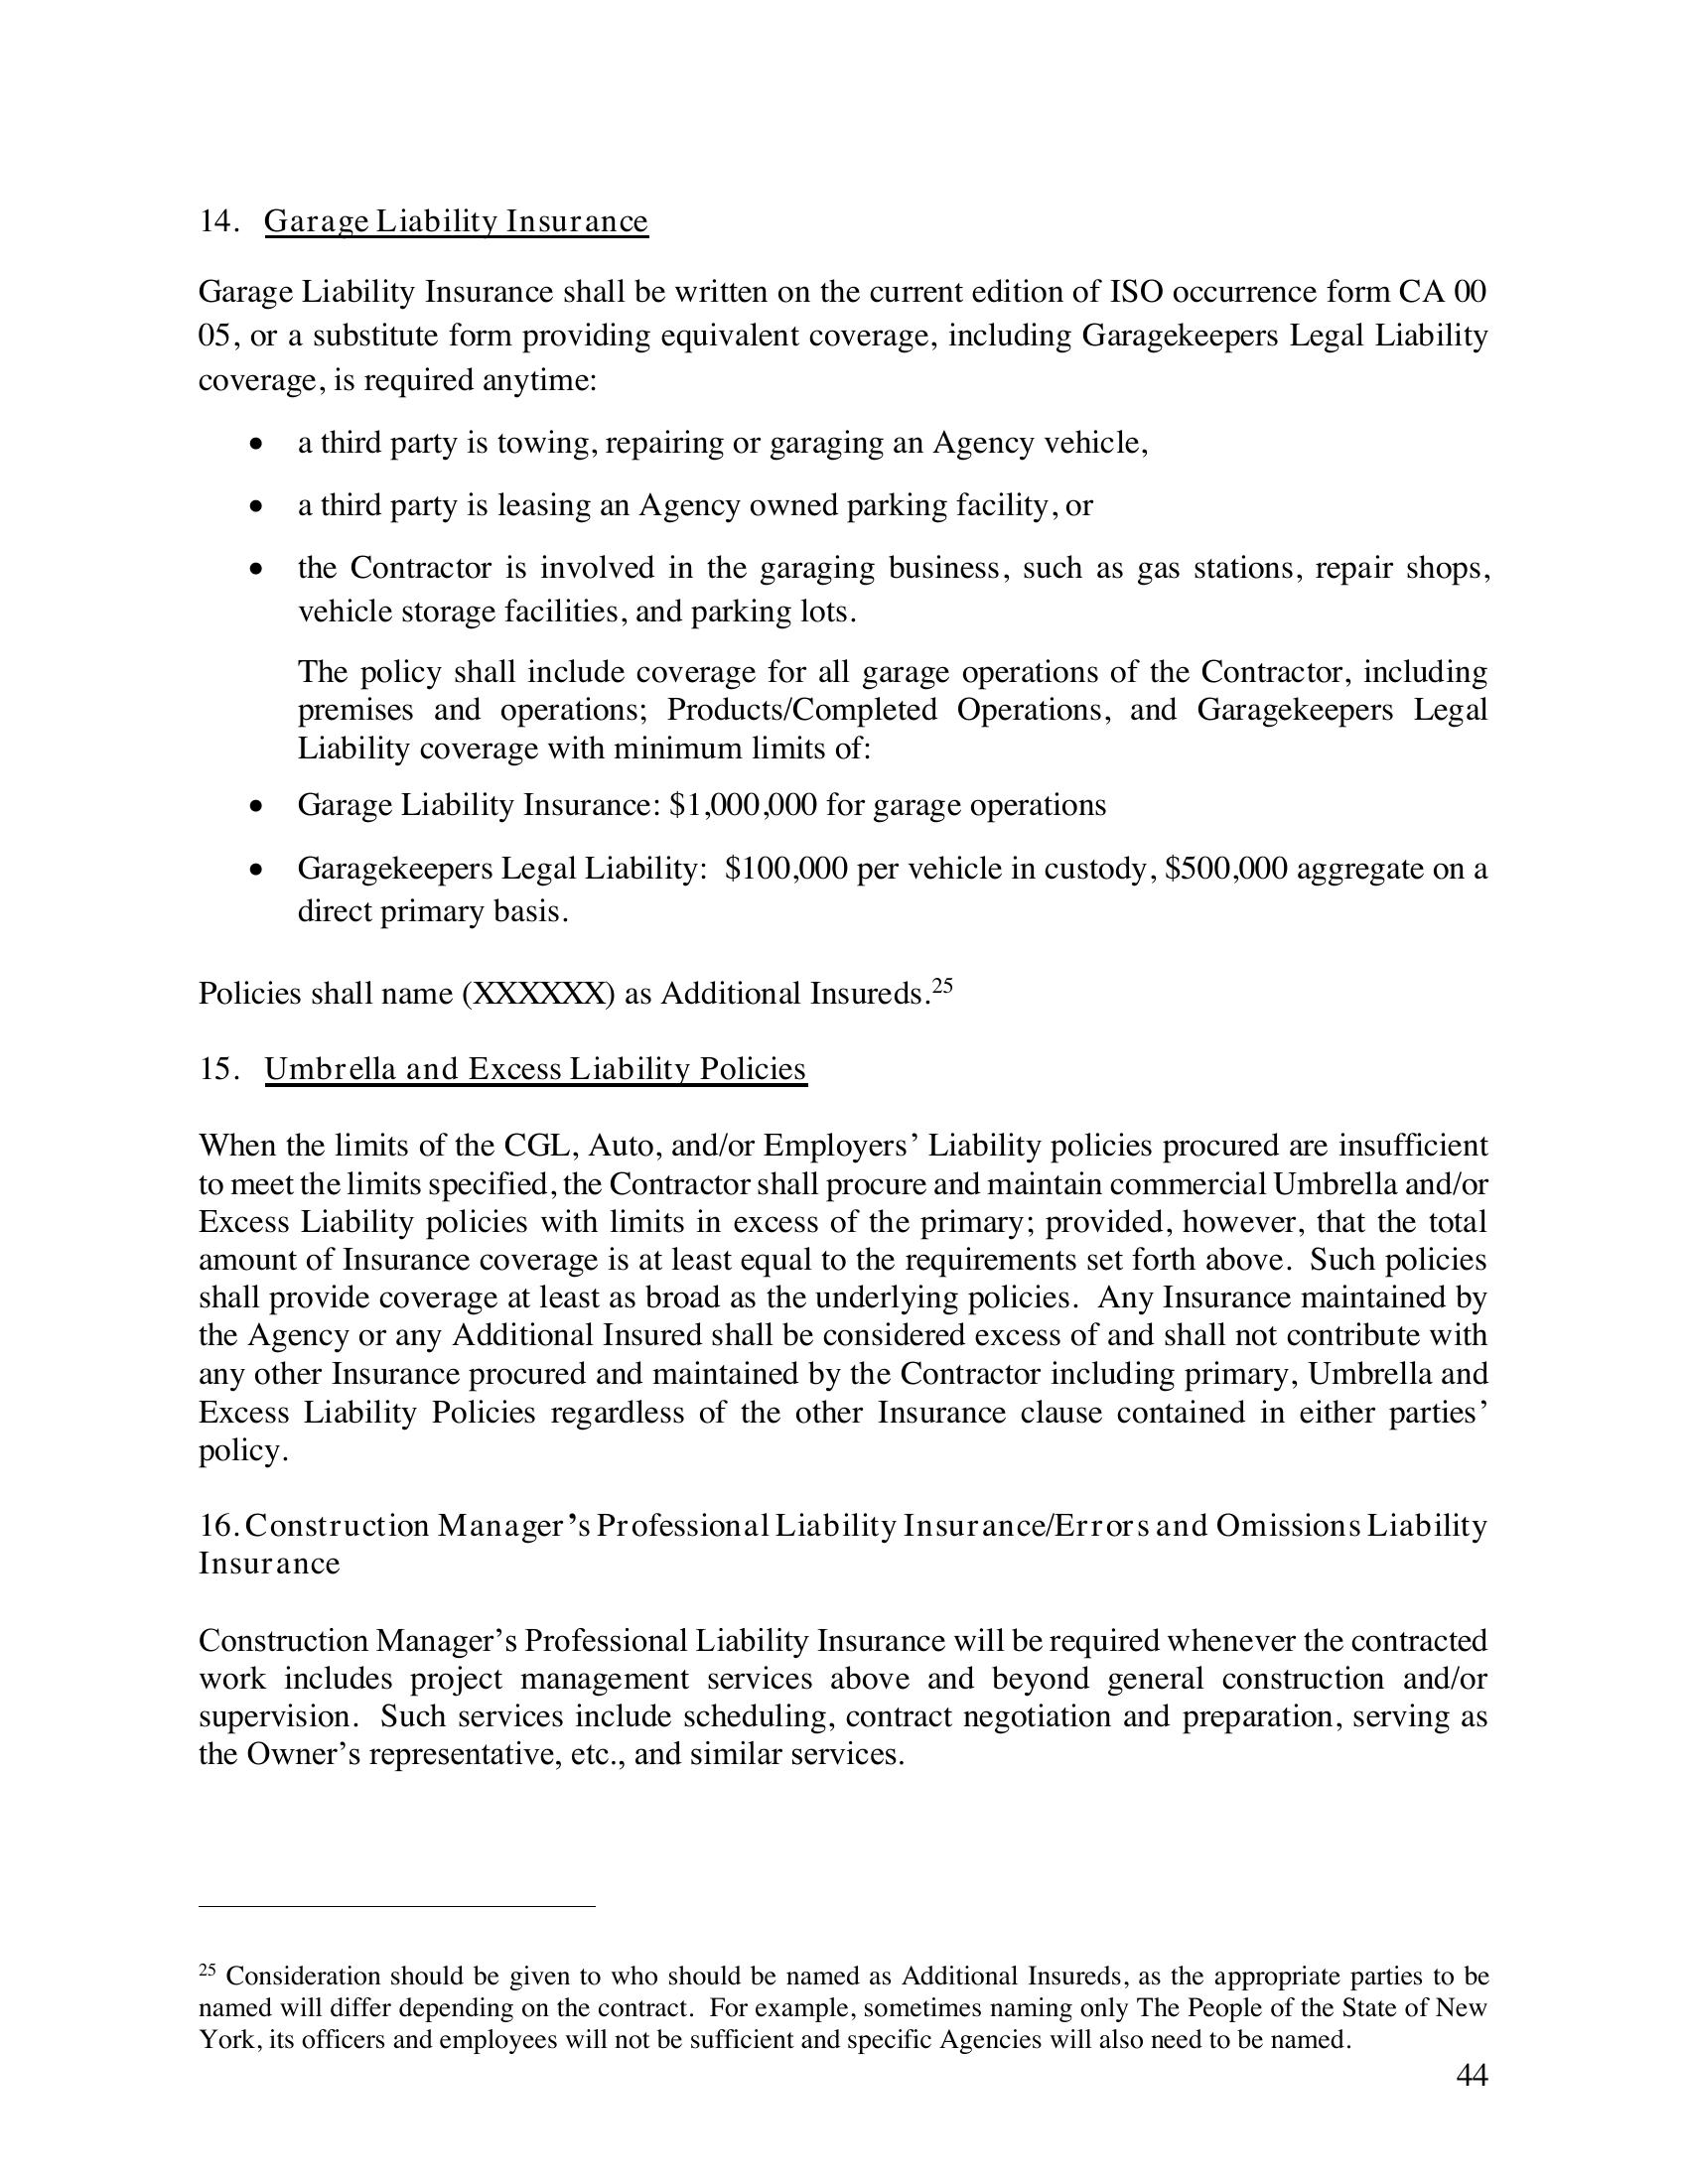 14. Garage Liability Insurance
Garage Liability Insurance shall be written on the current edition of ISO occurrence form CA 00
05, or a substitute form providing equivalent coverage, including Garagekeepers Legal Liability
coverage, is required anytime:
• a third party is towing, repairing or garaging an Agency vehicle,
• a third party is leasing an Agency owned parking facility, or
• the Contractor is involved in the garaging business, such as gas stations, repair shops,
vehicle storage facilities, and parking lots.
The policy shall include coverage for all garage operations of the Contractor, including
premises and operations; Products/Completed Operations, and Garagekeepers Legal
Liability coverage with minimum limits of:
• Garage Liability Insurance: $1,000,000 for garage operations
• Garagekeepers Legal Liability: $100,000 per vehicle in custody, $500,000 aggregate on a
direct primary basis.
Policies shall name (XXXXXX) as Additional Insureds.25
15. Umbrella and Excess Liability Policies
When the limits of the CGL, Auto, and/or Employers’ Liability policies procured are insufficient
to meet the limits specified, the Contractor shall procure and maintain commercial Umbrella and/or
Excess Liability policies with limits in excess of the primary; provided, however, that the total
amount of Insurance coverage is at least equal to the requirements set forth above. Such policies
shall provide coverage at least as broad as the underlying policies. Any Insurance maintained by
the Agency or any Additional Insured shall be considered excess of and shall not contribute with
any other Insurance procured and maintained by the Contractor including primary, Umbrella and
Excess Liability Policies regardless of the other Insurance clause contained in either parties’
policy.
16. Construction Manager’s Professional Liability Insurance/Errors and Omissions Liability
Insurance
Construction Manager’s Professional Liability Insurance will be required whenever the contracted
work includes project management services above and beyond general construction and/or
supervision. Such services include scheduling, contract negotiation and preparation, serving as
the Owner’s representative, etc., and similar services.
25 Consideration should be given to who should be named as Additional Insureds, as the appropriate parties to be
named will differ depending on the contract. For example, sometimes naming only The People of the State of New
York, its officers and employees will not be sufficient and specific Agencies will also need to be named.
44